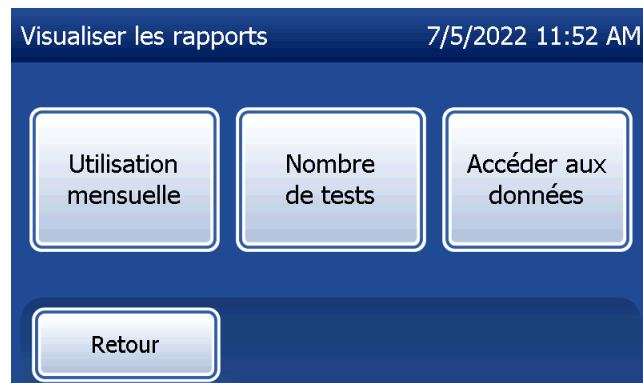 Visualiser les rapports 7/5/2022 11:52 AM
Utilisation
mensuelle
Nombre
de tests
Accéder aux
données
Retour